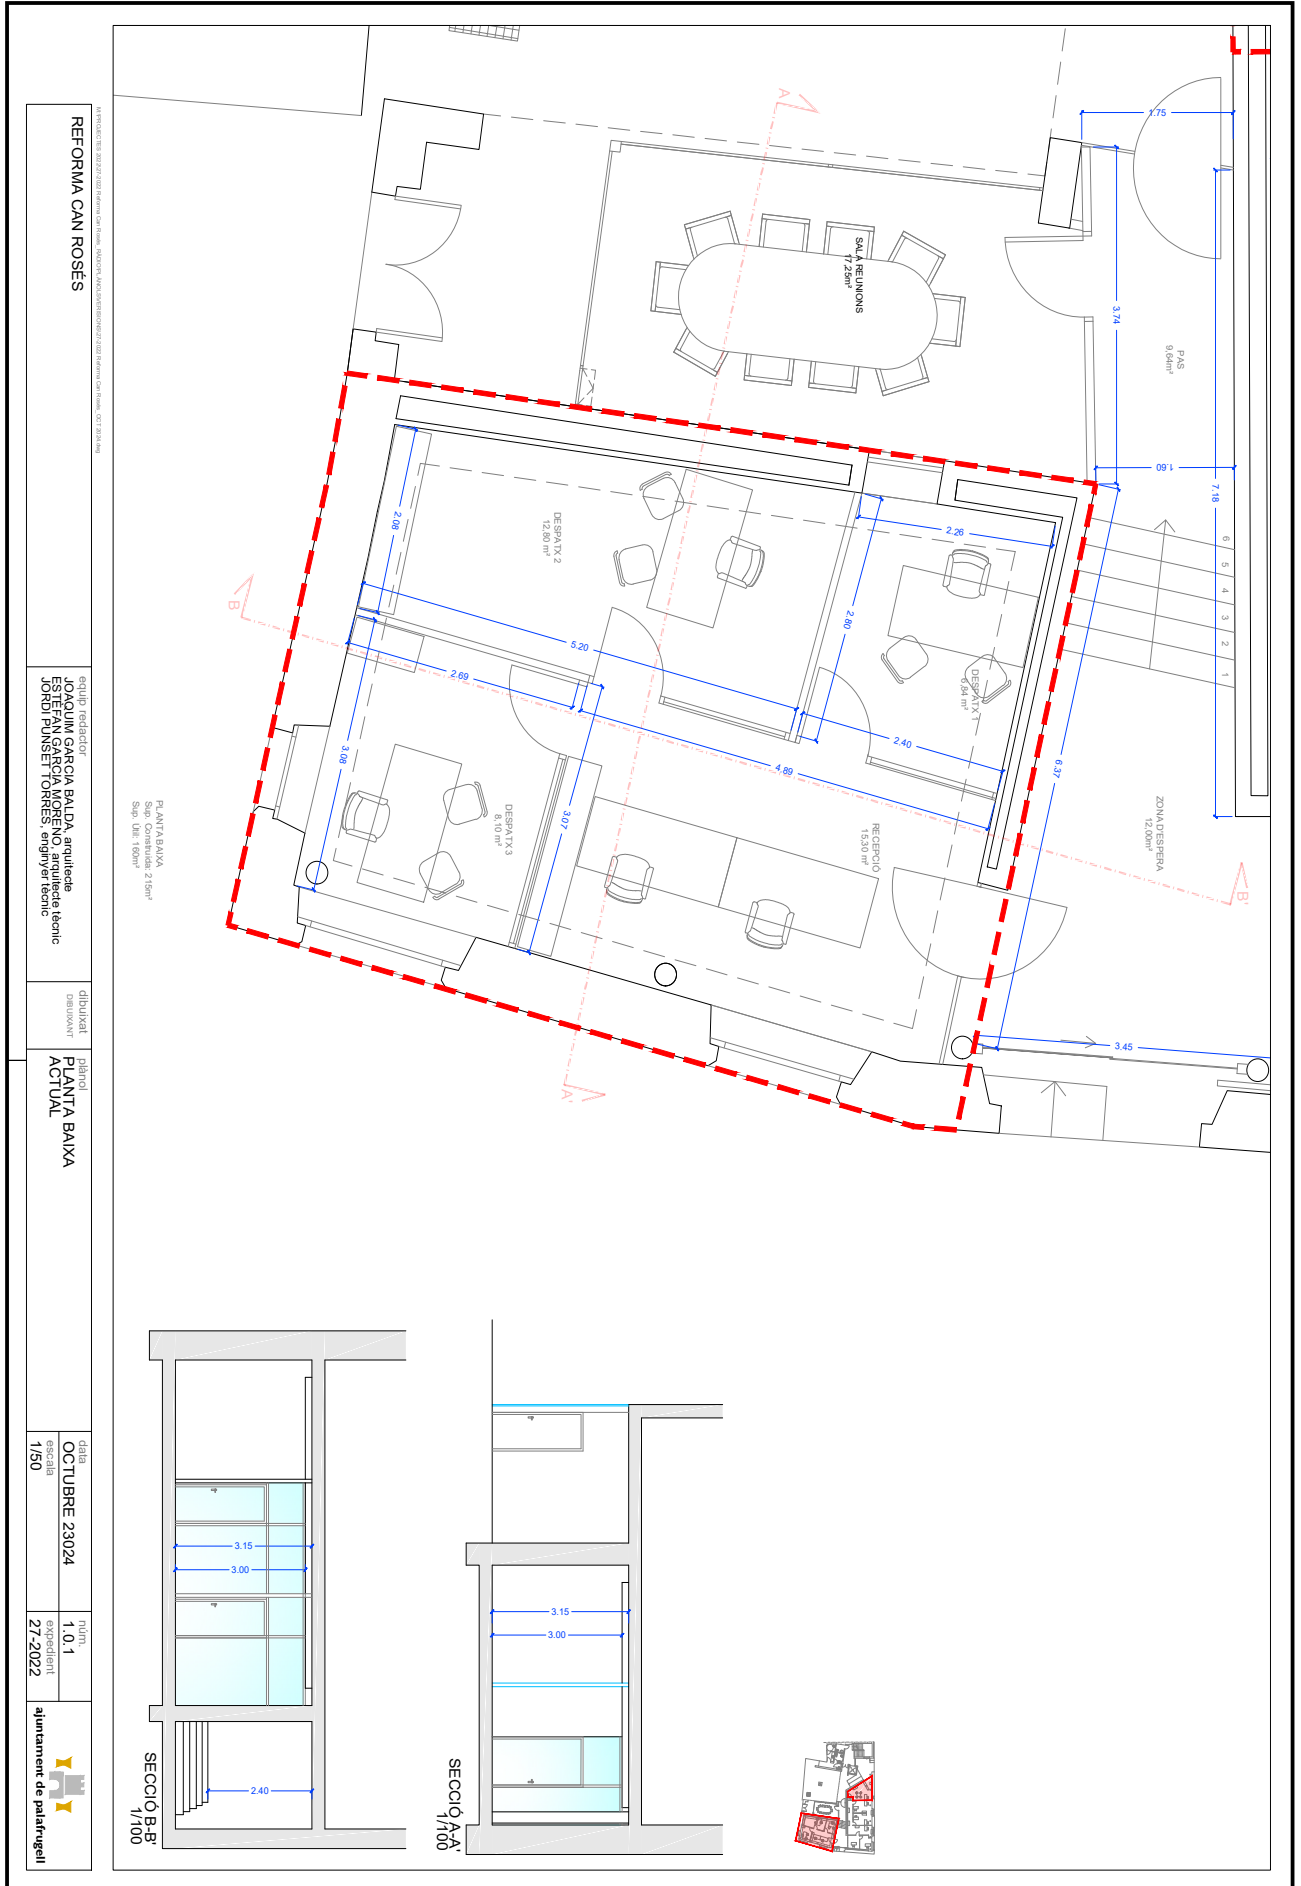 REFORMA CAN ROSÉS
equip redactor
JOAQUIM GARCIA BALDA, arquitecte
ESTEFAN GARCIA MORENO, arquitecte tècnic
JORDI PUNSET TORRES, enginyer tècnic
dibuixat
DIBUIXANT
plànol
PLANTA BAIXA
ACTUAL
data
OCTUBRE 23024
escala
1/50
núm.
1.0.1
expedient
27-2022
ajuntament de palafrugell
PLANTA BAIXA
Sup. Construida: 215m²
Sup. Útil: 160m²
SALA REUNIONS
17,25m²
PAS
9,64m²
DESPATX 2
12,80 m²
DESPATX 1
6,84 m²
DESPATX 3
8,10 m²
RECEPCIÓ
15,30 m²
ZONA D'ESPERA
12,00m²
1.75
3.74
7.18
1.60
2.26
2.08
2.80
5.20
2.69
2.40
4.89
6.37
3.08
3.07
3.45
6
5
4
3
2
1
A
A'
B
B'
3.15
3.00
2.40
SECCIÓ B-B'
1/100
3.15
3.00
SECCIÓ A-A'
1/100